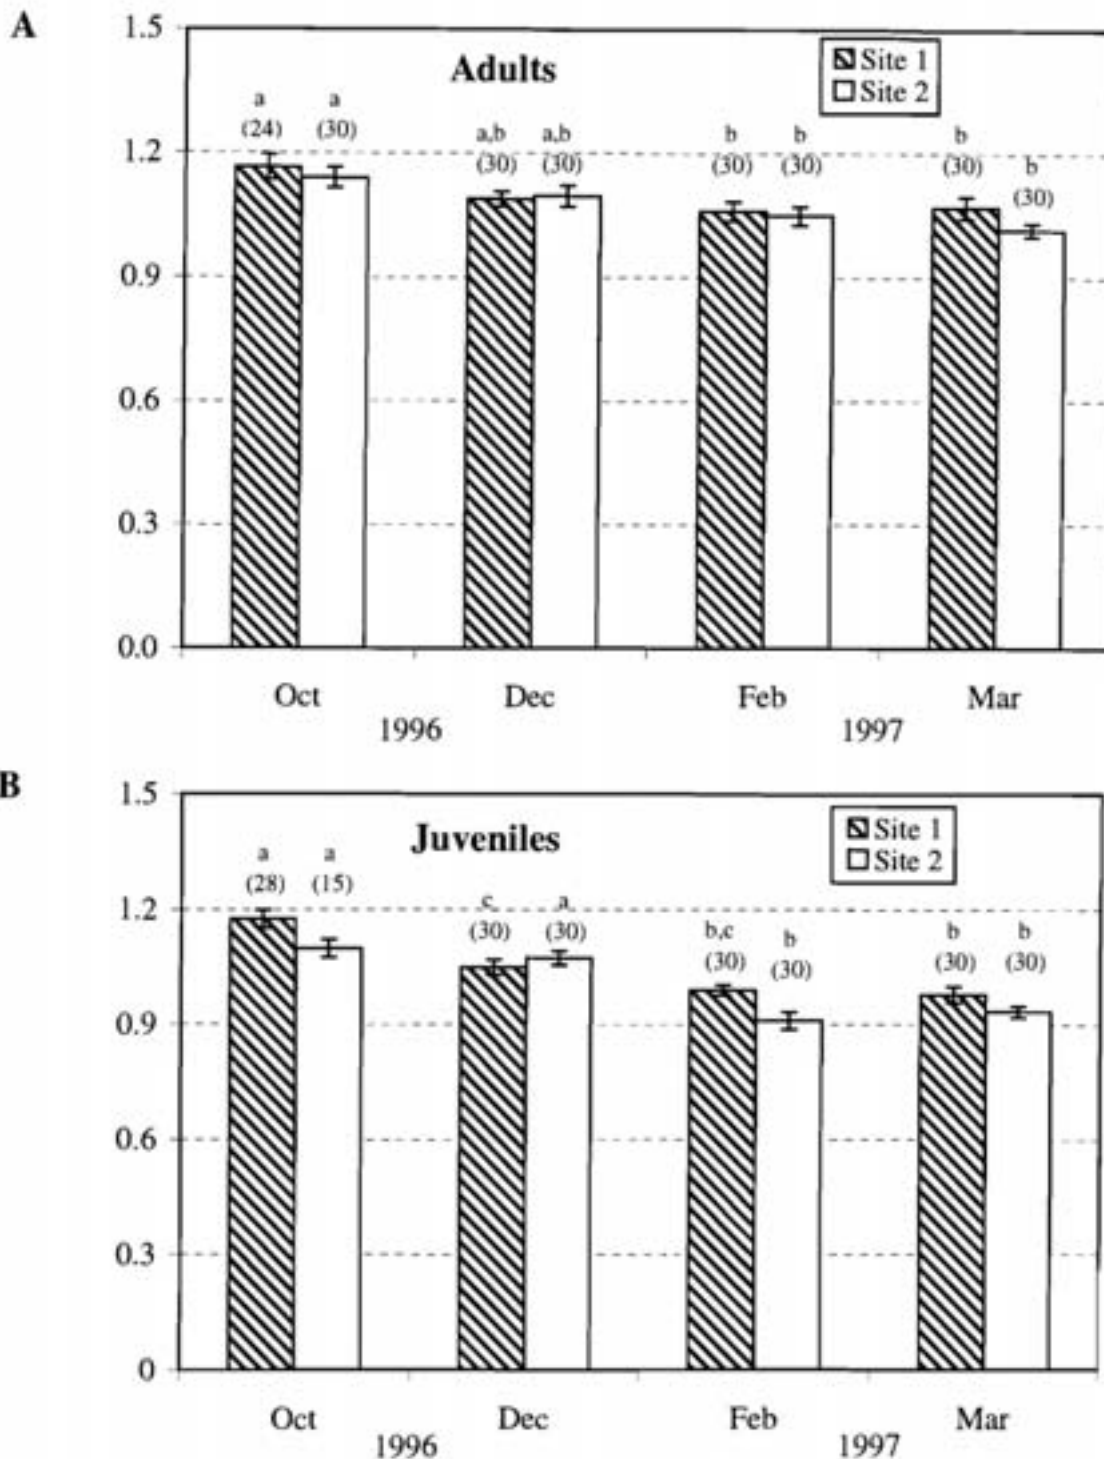 A
1.5
Adults
Site 1
Site 2
a a
(24) (30)
a,b a,b
(30) (30)
b b
(30) (30)
b
(30)
b
(30)
1.2
0.9
0.6
0.3
0.0
Oct Dec Feb Mar
1996 1997
B
1.5
Juveniles
Site 1
Site 2
a a
(28) (15)
c a
(30) (30)
b,c
(30)
b
(30)
b b
(30) (30)
1.2
0.9
0.6
0.3
0
Oct Dec Feb Mar
1996 1997